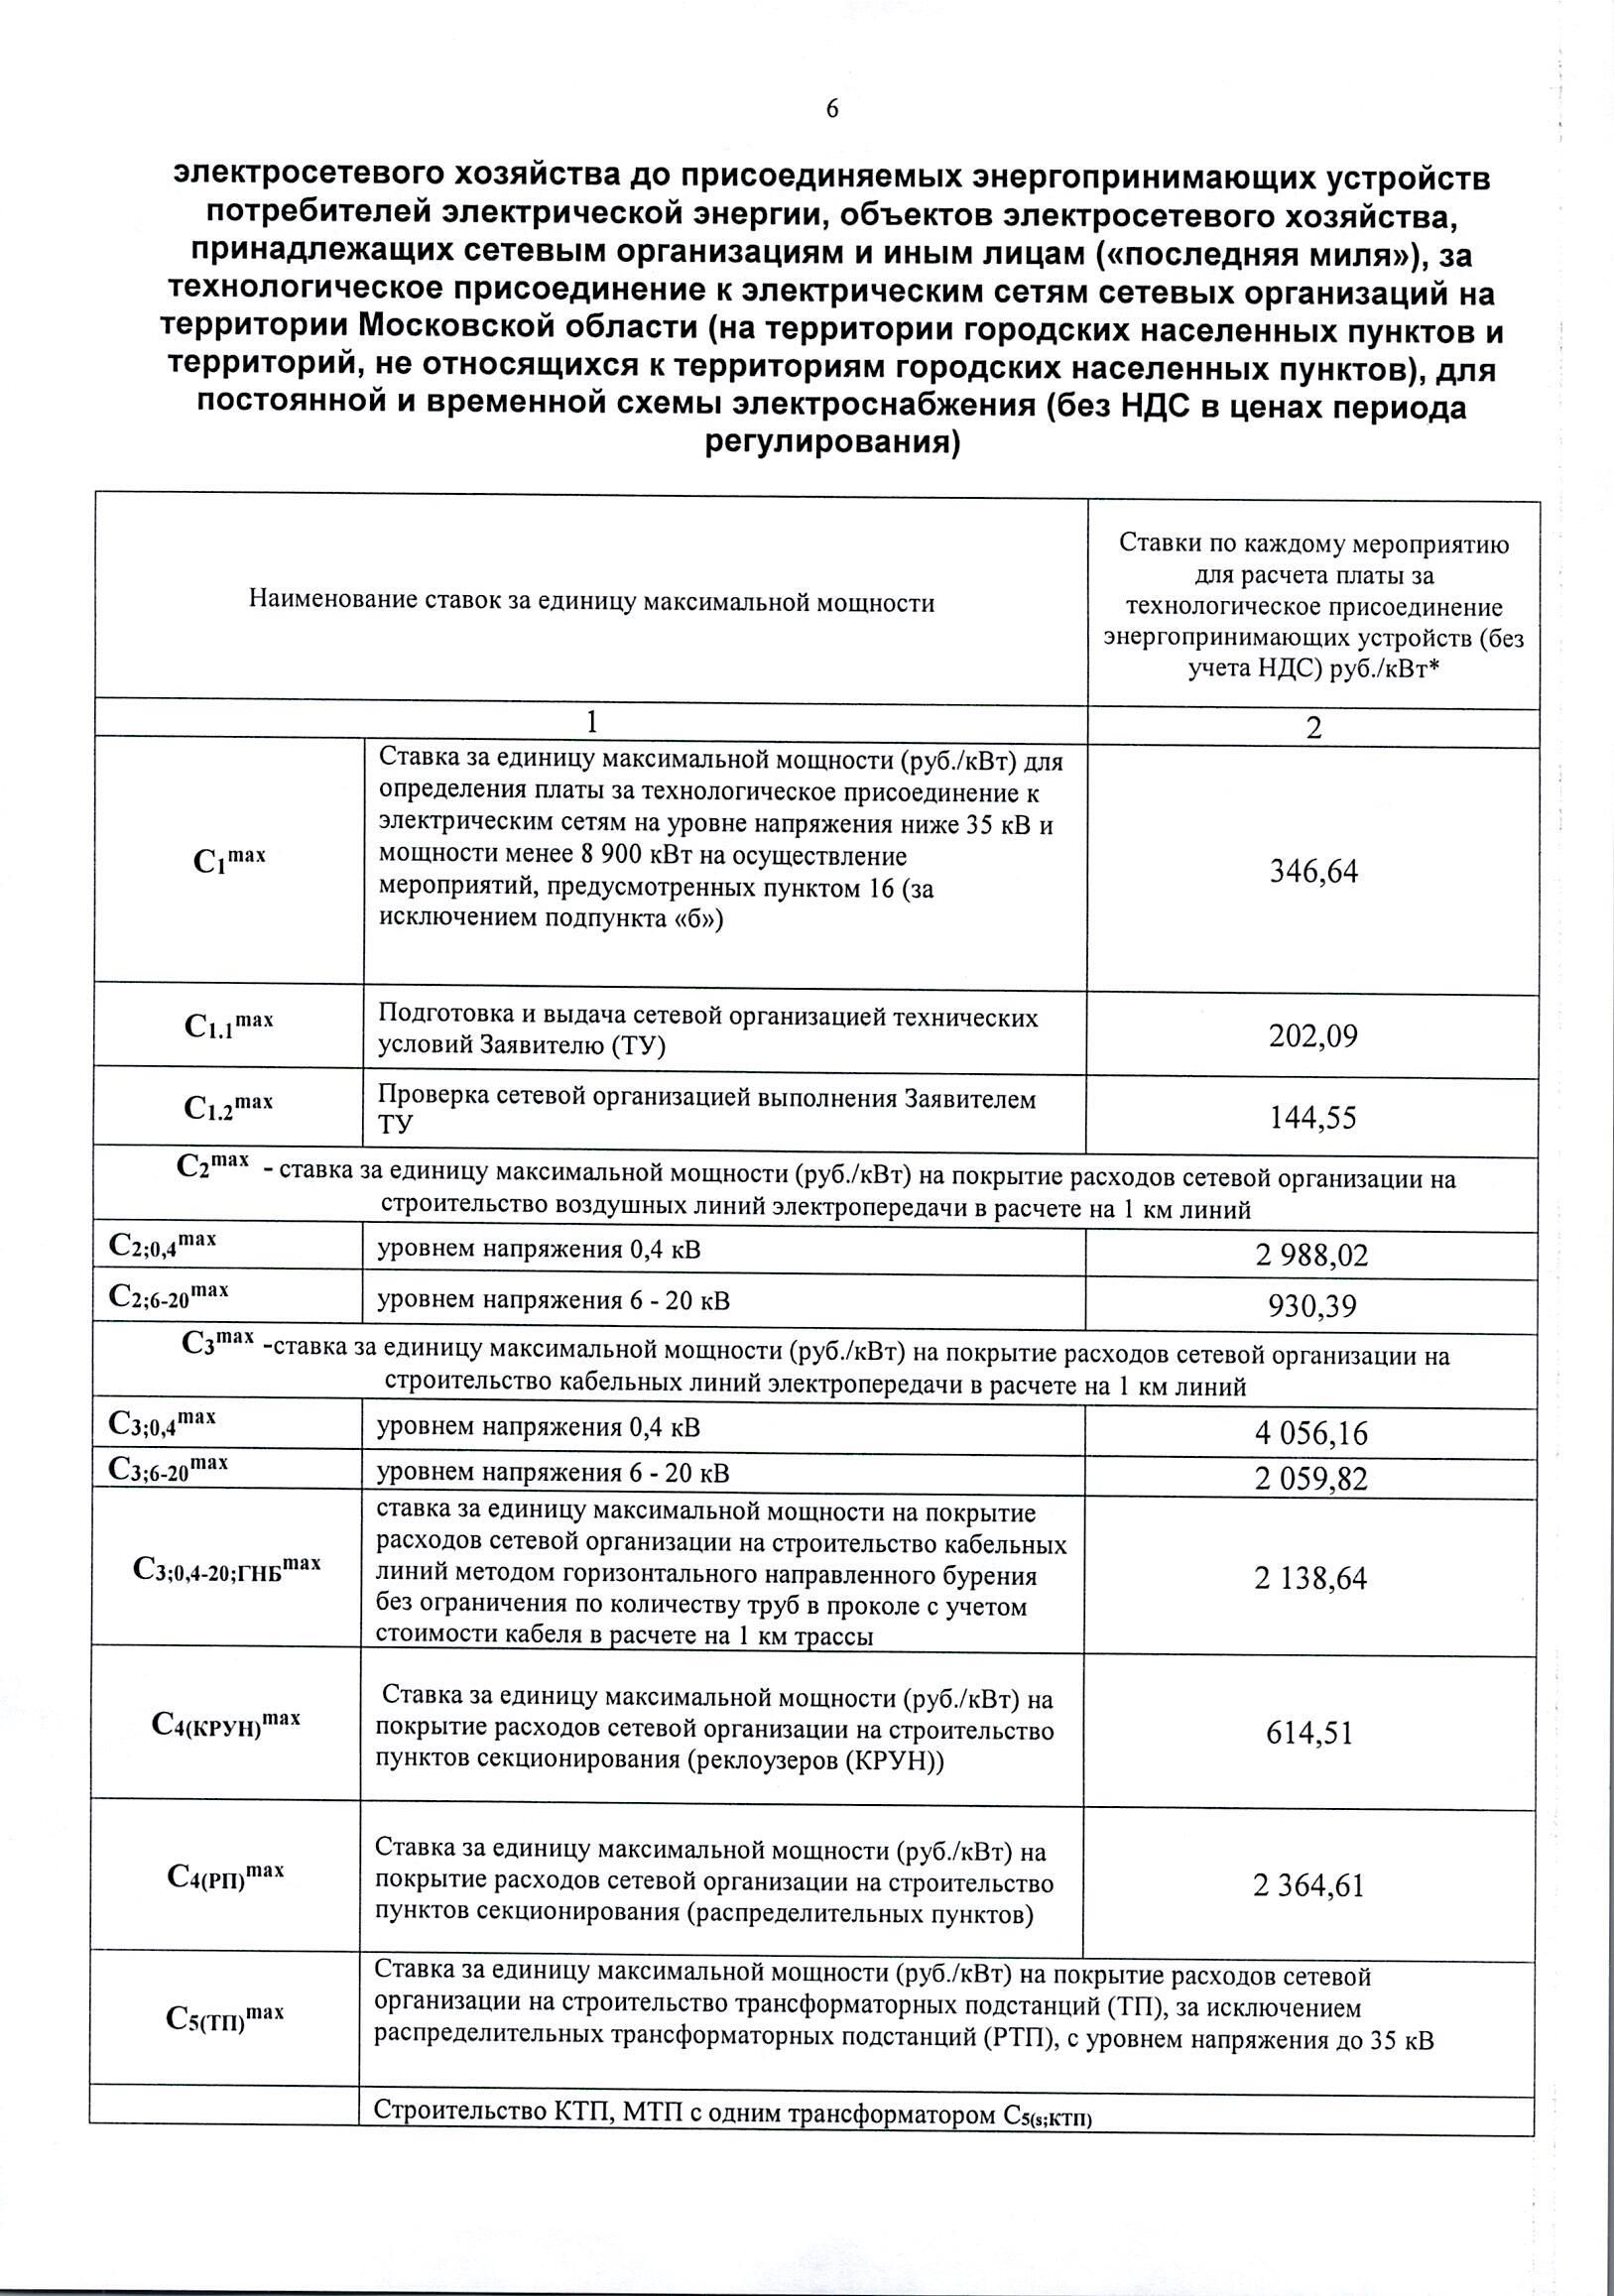 6
электросетевого хозяйства до присоединяемых энергопринимающих устройств
потребителей электрической энергии, объектов электросетевого хозяйства,
принадлежащих сетевым организациям и иным лицам («последняя миля»), за
технологическое присоединение к электрическим сетям сетевых организаций на
территории Московской области (на территории городских населенных пунктов и
территорий, не относящихся к территориям городских населенных пунктов), для
постоянной и временной схемы электроснабжения (без НДС в ценах периода
регулирования)
Наименование ставок за единицу максимальной мощности
Ставки по каждому мероприятию
для расчета платы за
технологическое присоединение
энергопринимающих устройств (без
учета НДС) руб./кВт*
1
2
C1max
Ставка за единицу максимальной мощности (руб./кВт) для
определения платы за технологическое присоединение к
электрическим сетям на уровне напряжения ниже 35 кВ и
мощности менее 8 900 кВт на осуществление
мероприятий, предусмотренных пунктом 16 (за
исключением подпункта «б»)
346,64
C1.1max
Подготовка и выдача сетевой организацией технических
условий Заявителю (ТУ)
202,09
C1.2max
Проверка сетевой организацией выполнения Заявителем
ТУ
144,55
C2max - ставка за единицу максимальной мощности (руб./кВт) на покрытие расходов сетевой организации на
строительство воздушных линий электропередачи в расчете на 1 км линий
C2;0,4max
уровнем напряжения 0,4 кВ
2 988,02
C2;6-20max
уровнем напряжения 6 - 20 кВ
930,39
C3max -ставка за единицу максимальной мощности (руб./кВт) на покрытие расходов сетевой организации на
строительство кабельных линий электропередачи в расчете на 1 км линий
C3;0,4max
уровнем напряжения 0,4 кВ
4 056,16
C3;6-20max
уровнем напряжения 6 - 20 кВ
2 059,82
C3;0,4-20;ГНБmax
ставка за единицу максимальной мощности на покрытие
расходов сетевой организации на строительство кабельных
линий методом горизонтального направленного бурения
без ограничения по количеству труб в проколе с учетом
стоимости кабеля в расчете на 1 км трассы
2 138,64
C4(КРУН)max
Ставка за единицу максимальной мощности (руб./кВт) на
покрытие расходов сетевой организации на строительство
пунктов секционирования (реклоузеров (КРУН))
614,51
C4(РП)max
Ставка за единицу максимальной мощности (руб./кВт) на
покрытие расходов сетевой организации на строительство
пунктов секционирования (распределительных пунктов)
2 364,61
C5(ТП)max
Ставка за единицу максимальной мощности (руб./кВт) на покрытие расходов сетевой
организации на строительство трансформаторных подстанций (ТП), за исключением
распределительных трансформаторных подстанций (РТП), с уровнем напряжения до 35 кВ
Строительство КТП, МТП с одним трансформатором C5(s;КТП)